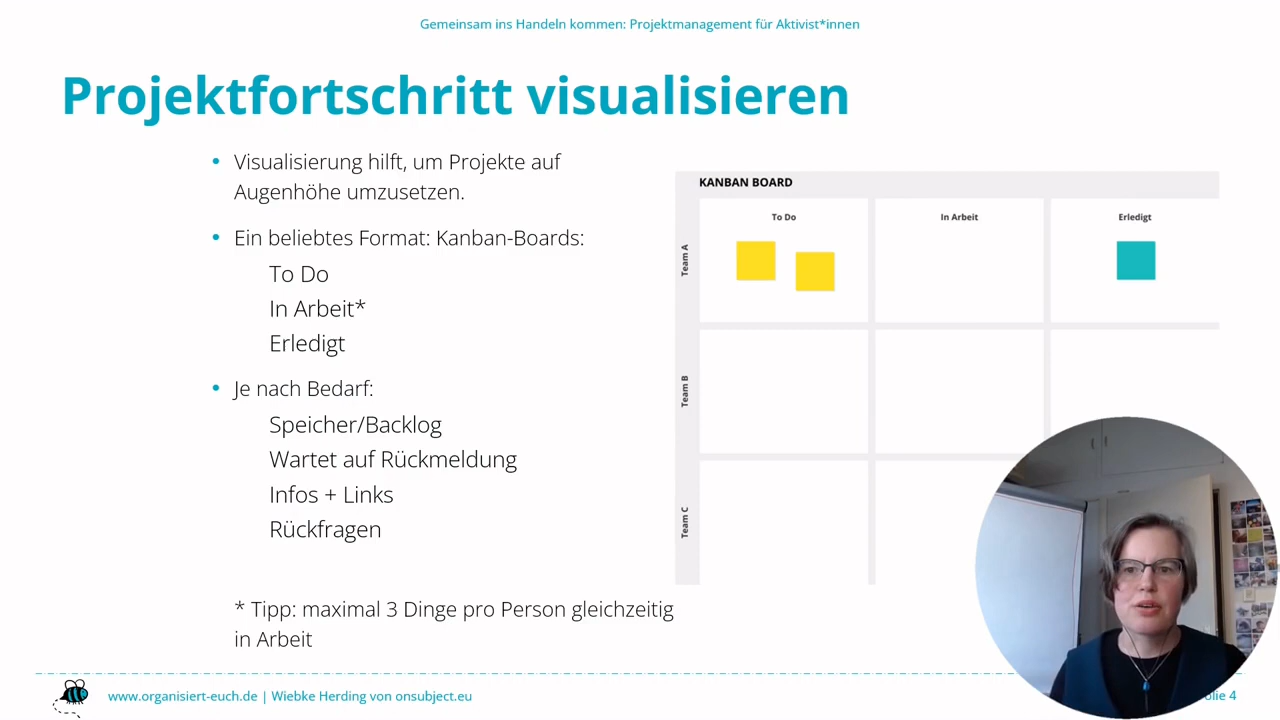 Gemeinsam ins Handeln kommen: Projektmanagement für Aktivist*innen
Projektfortschritt visualisieren
• Visualisierung hilft, um Projekte auf
Augenhöhe umzusetzen.
• Ein beliebtes Format: Kanban-Boards:
To Do
In Arbeit*
Erledigt
• Je nach Bedarf:
Speicher/Backlog
Wartet auf Rückmeldung
Infos + Links
Rückfragen
* Tipp: maximal 3 Dinge pro Person gleichzeitig
in Arbeit
KANBAN BOARD
To Do
In Arbeit
Erledigt
Team A
Team B
Team C
www.organisiert-euch.de | Wiebke Herding von onsubject.eu
4